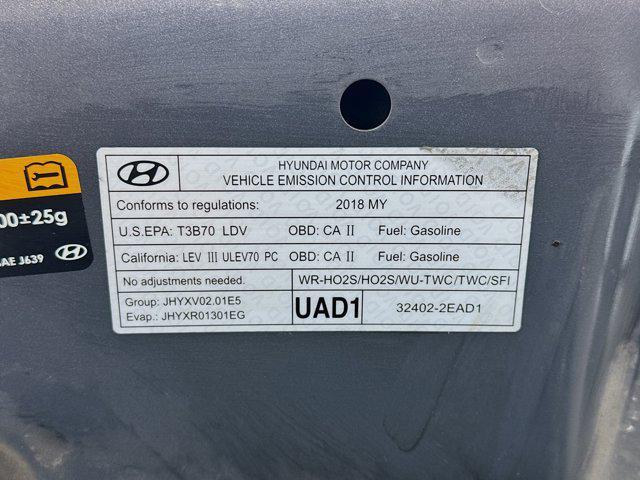 HYUNDAI MOTOR COMPANY
VEHICLE EMISSION CONTROL INFORMATION
Conforms to regulations: 2018 MY
U.S.EPA: T3B70 LDV OBD: CA II Fuel: Gasoline
California: LEV III ULEV70 PC OBD: CA II Fuel: Gasoline
No adjustments needed. WR-HO2S/HO2S/WU-TWC/TWC/SFI
Group: JHYXV02.01E5
Evap.: JHYXR01301EG
UAD1
32402-2EAD1
00±25g
AE J639